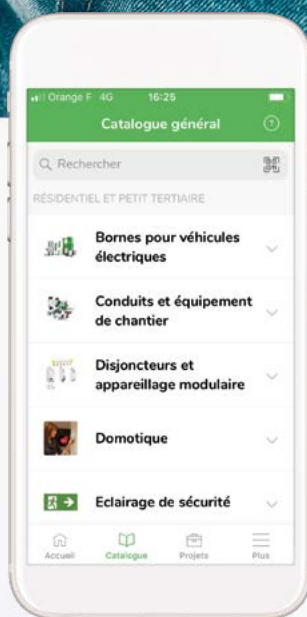 Orange F 4G 16:25
Catalogue général
?
Rechercher
RÉSIDENTIEL ET PETIT TERTIAIRE
Bornes pour véhicules
électriques
Conduits et équipement
de chantier
Disjoncteurs et
appareillage modulaire
Domotique
Eclairage de sécurité
Accueil Catalogue Projets Plus